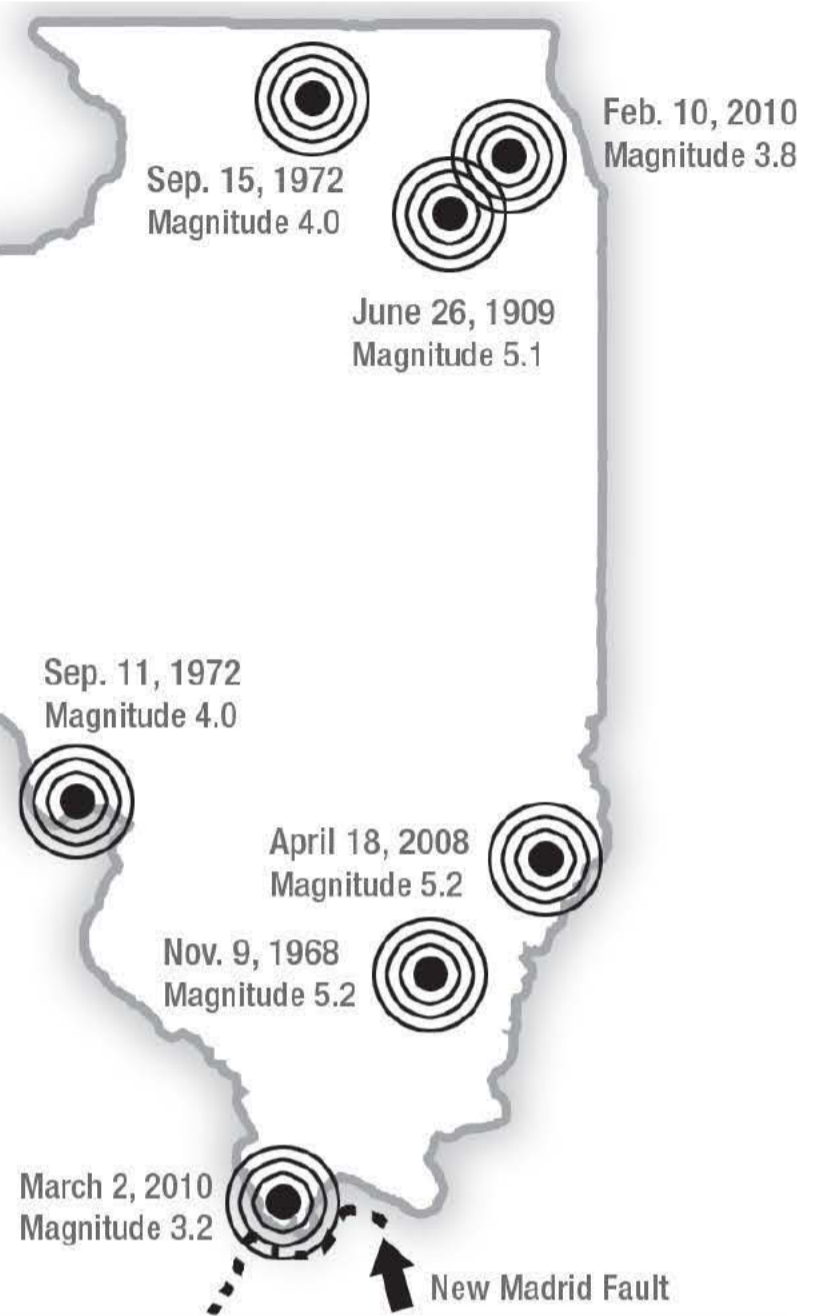 Feb. 10, 2010
Magnitude 3.8
Sep. 15, 1972
Magnitude 4.0
June 26, 1909
Magnitude 5.1
Sep. 11, 1972
Magnitude 4.0
April 18, 2008
Magnitude 5.2
Nov. 9, 1968
Magnitude 5.2
March 2, 2010
Magnitude 3.2
New Madrid Fault